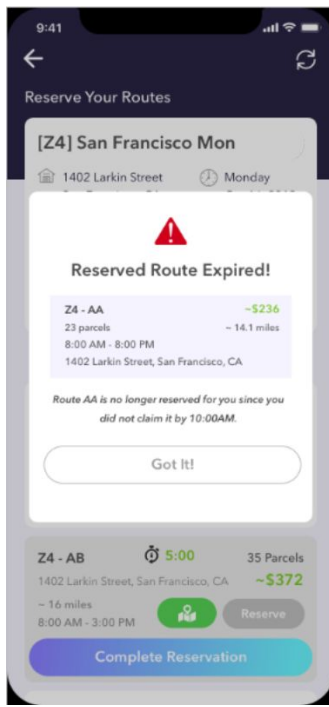 9:41
Reserve Your Routes
[Z4] San Francisco Mon
1402 Larkin Street Monday
Reserved Route Expired!
Z4 - AA ~$236
23 parcels ~ 14.1 miles
8:00 AM - 8:00 PM
1402 Larkin Street, San Francisco, CA
Route AA is no longer reserved for you since you
did not claim it by 10:00AM.
Got It!
Z4 - AB 5:00 35 Parcels
1402 Larkin Street, San Francisco, CA ~$372
~ 16 miles
Reserve
8:00 AM - 3:00 PM
Complete Reservation